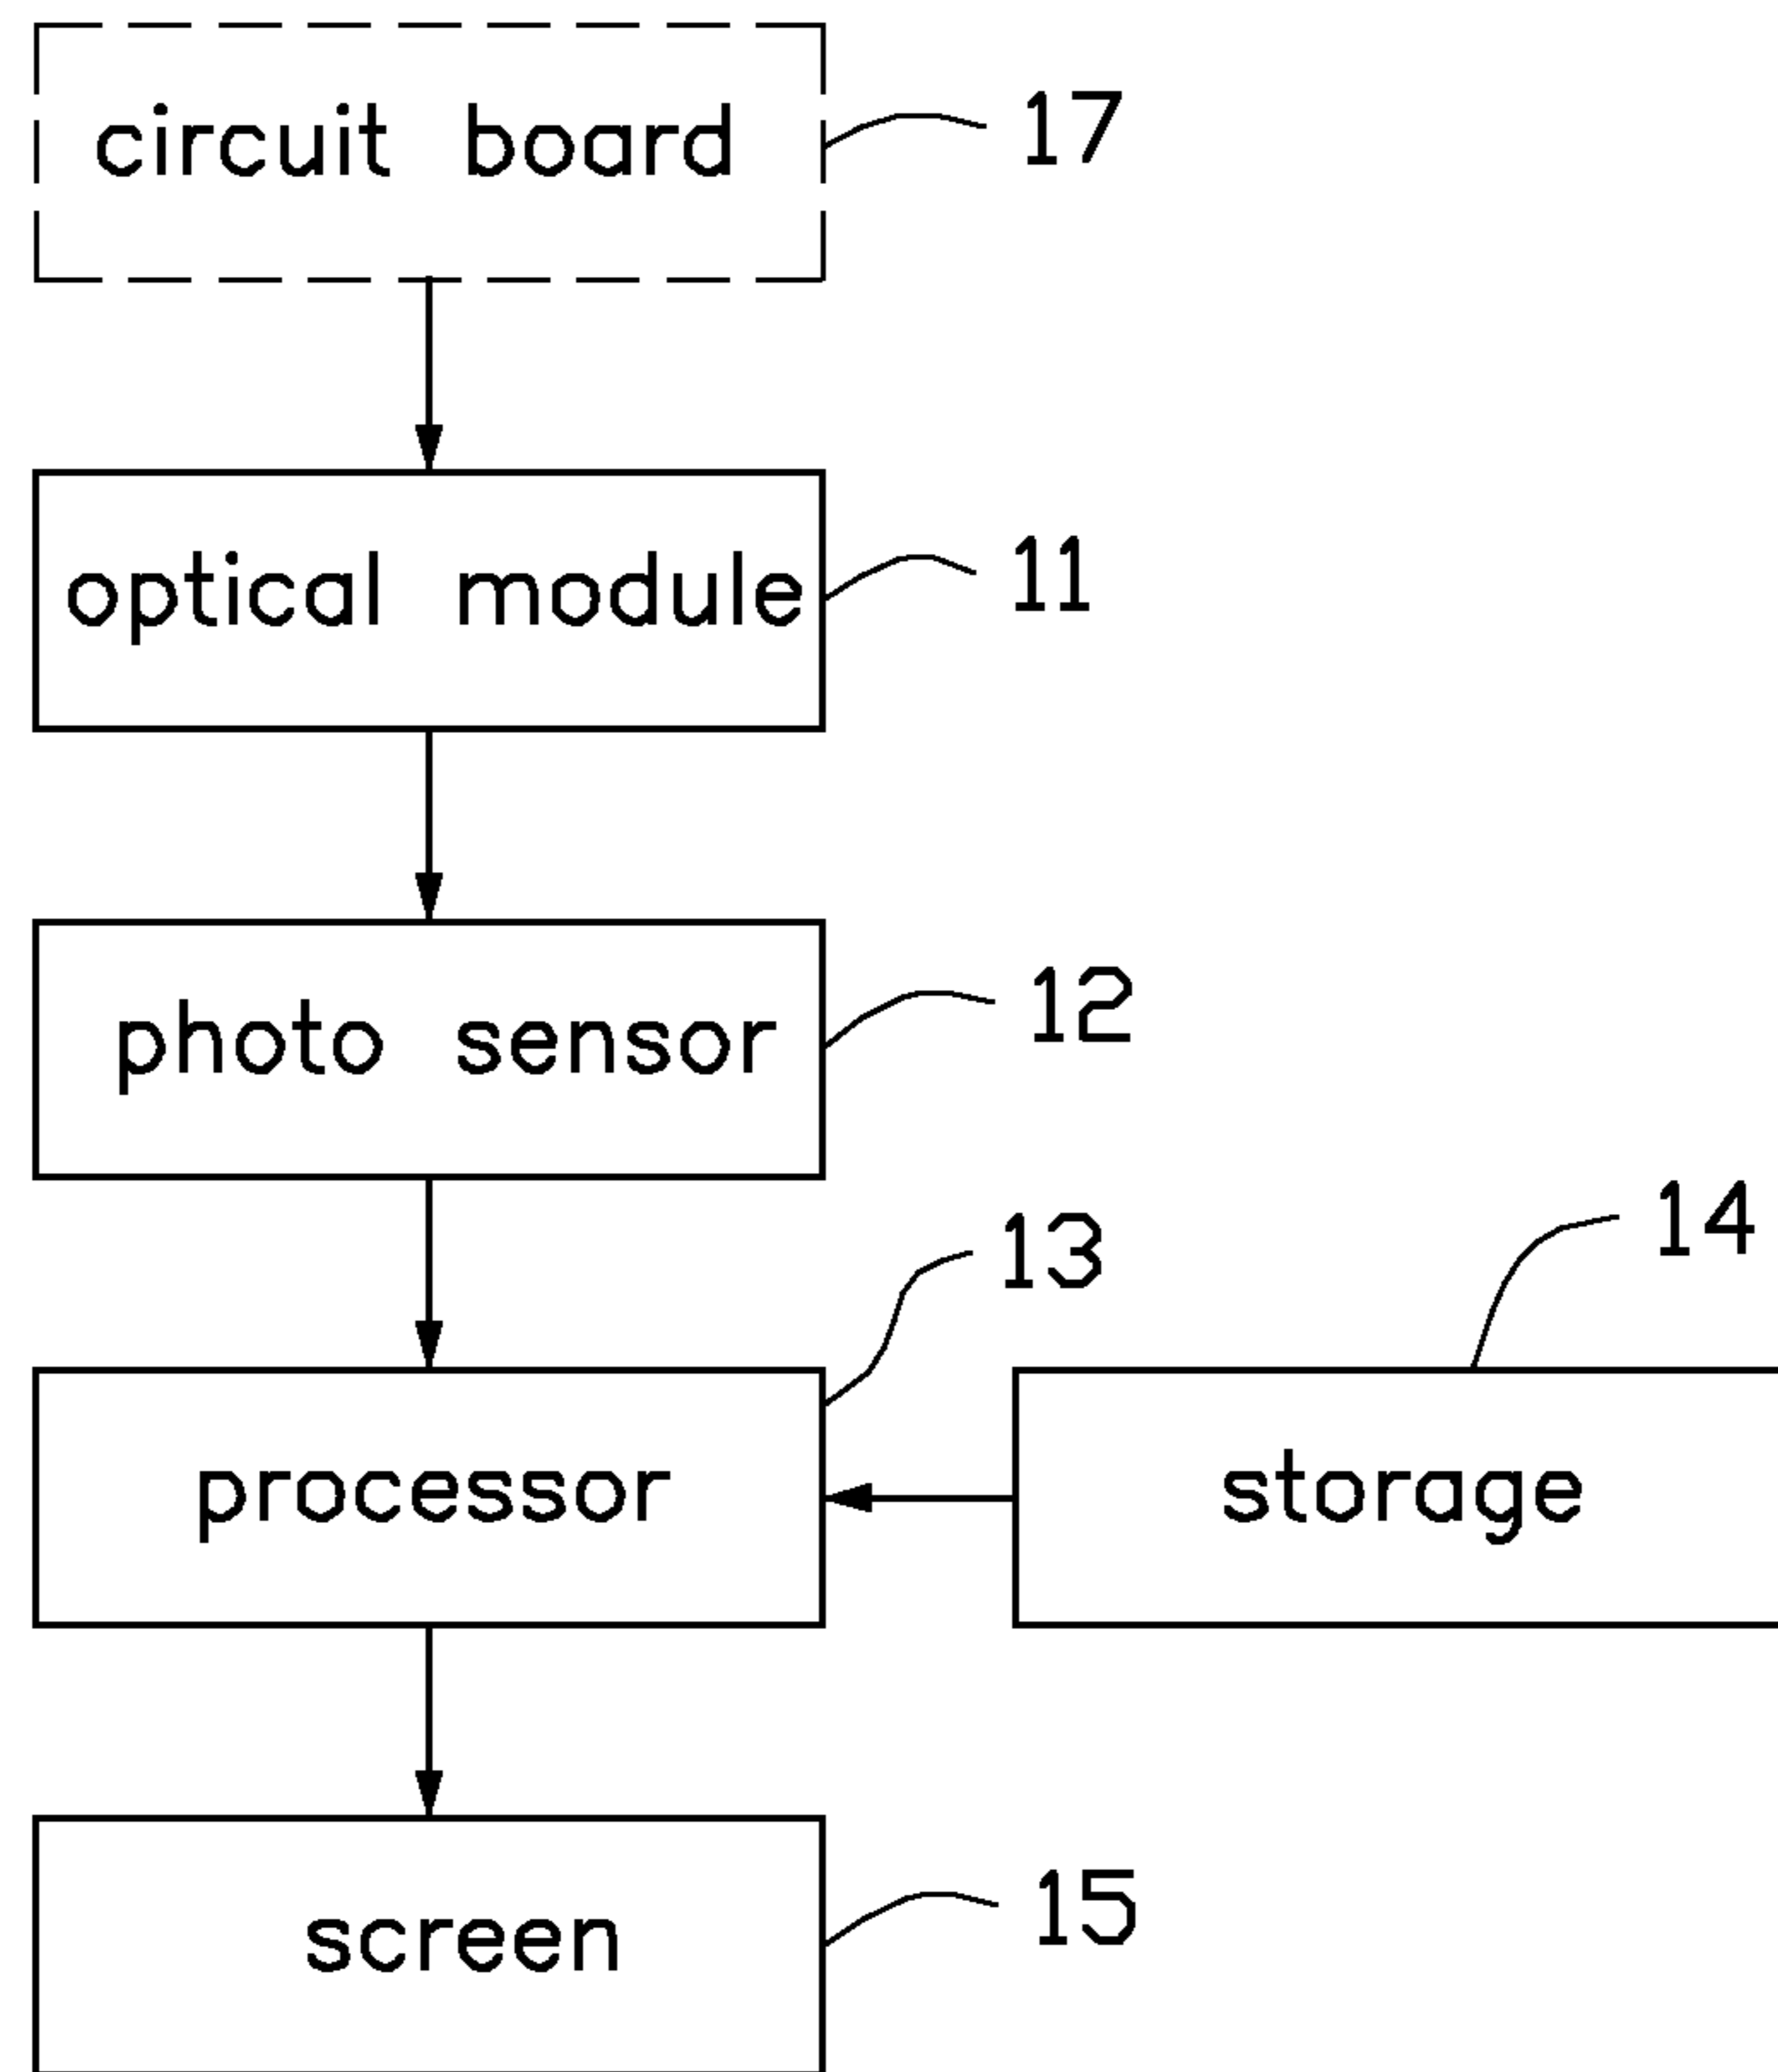 circuit board
17
optical module
11
photo sensor
12
13
14
processor
storage
screen
15